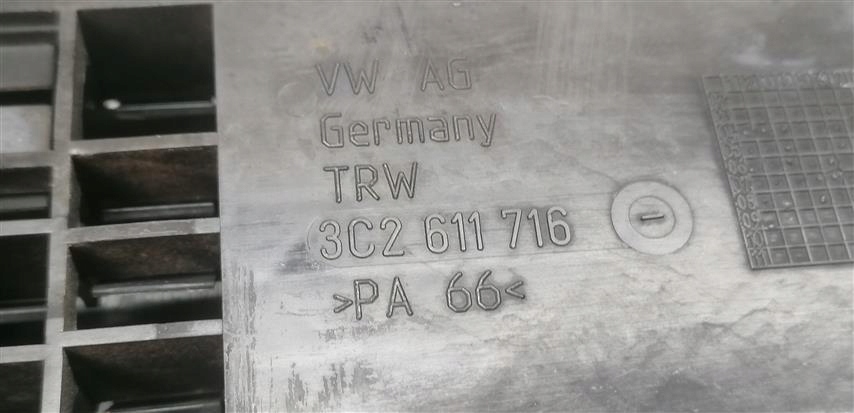 VW AG
Germany
TRW
3C2 611 716
>PA 66<